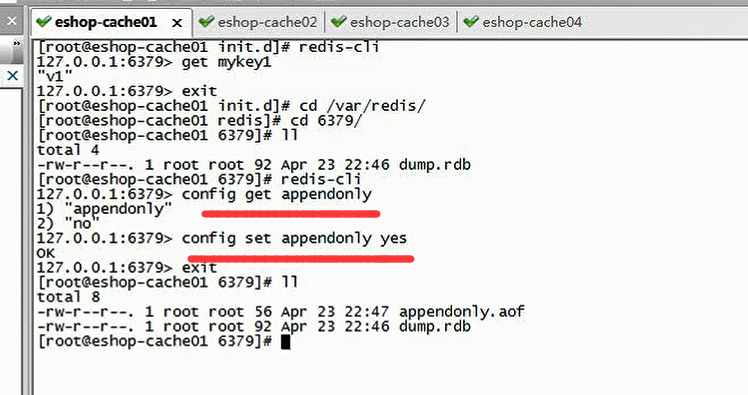 eshop-cache01 eshop-cache02 eshop-cache03 eshop-cache04
[root@eshop-cache01 init.d]# redis-cli
127.0.0.1:6379> get mykey1
"v1"
127.0.0.1:6379> exit
[root@eshop-cache01 init.d]# cd /var/redis/
[root@eshop-cache01 redis]# cd 6379/
[root@eshop-cache01 6379]# ll
total 4
-rw-r--r--. 1 root root 92 Apr 23 22:46 dump.rdb
[root@eshop-cache01 6379]# redis-cli
127.0.0.1:6379> config get appendonly
1) "appendonly"
2) "no"
127.0.0.1:6379> config set appendonly yes
OK
127.0.0.1:6379> exit
[root@eshop-cache01 6379]# ll
total 8
-rw-r--r--. 1 root root 56 Apr 23 22:47 appendonly.aof
-rw-r--r--. 1 root root 92 Apr 23 22:46 dump.rdb
[root@eshop-cache01 6379]#